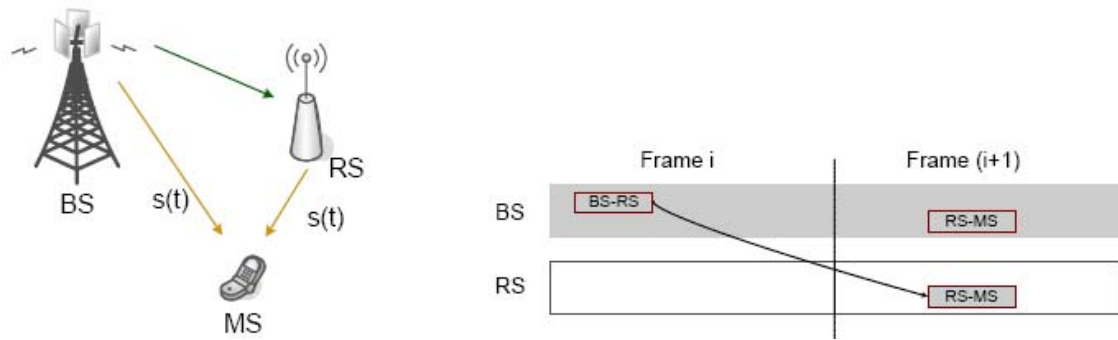 BS
RS
s(t)
s(t)
MS
Frame i
Frame (i+1)
BS
BS-RS
RS-MS
RS
RS-MS